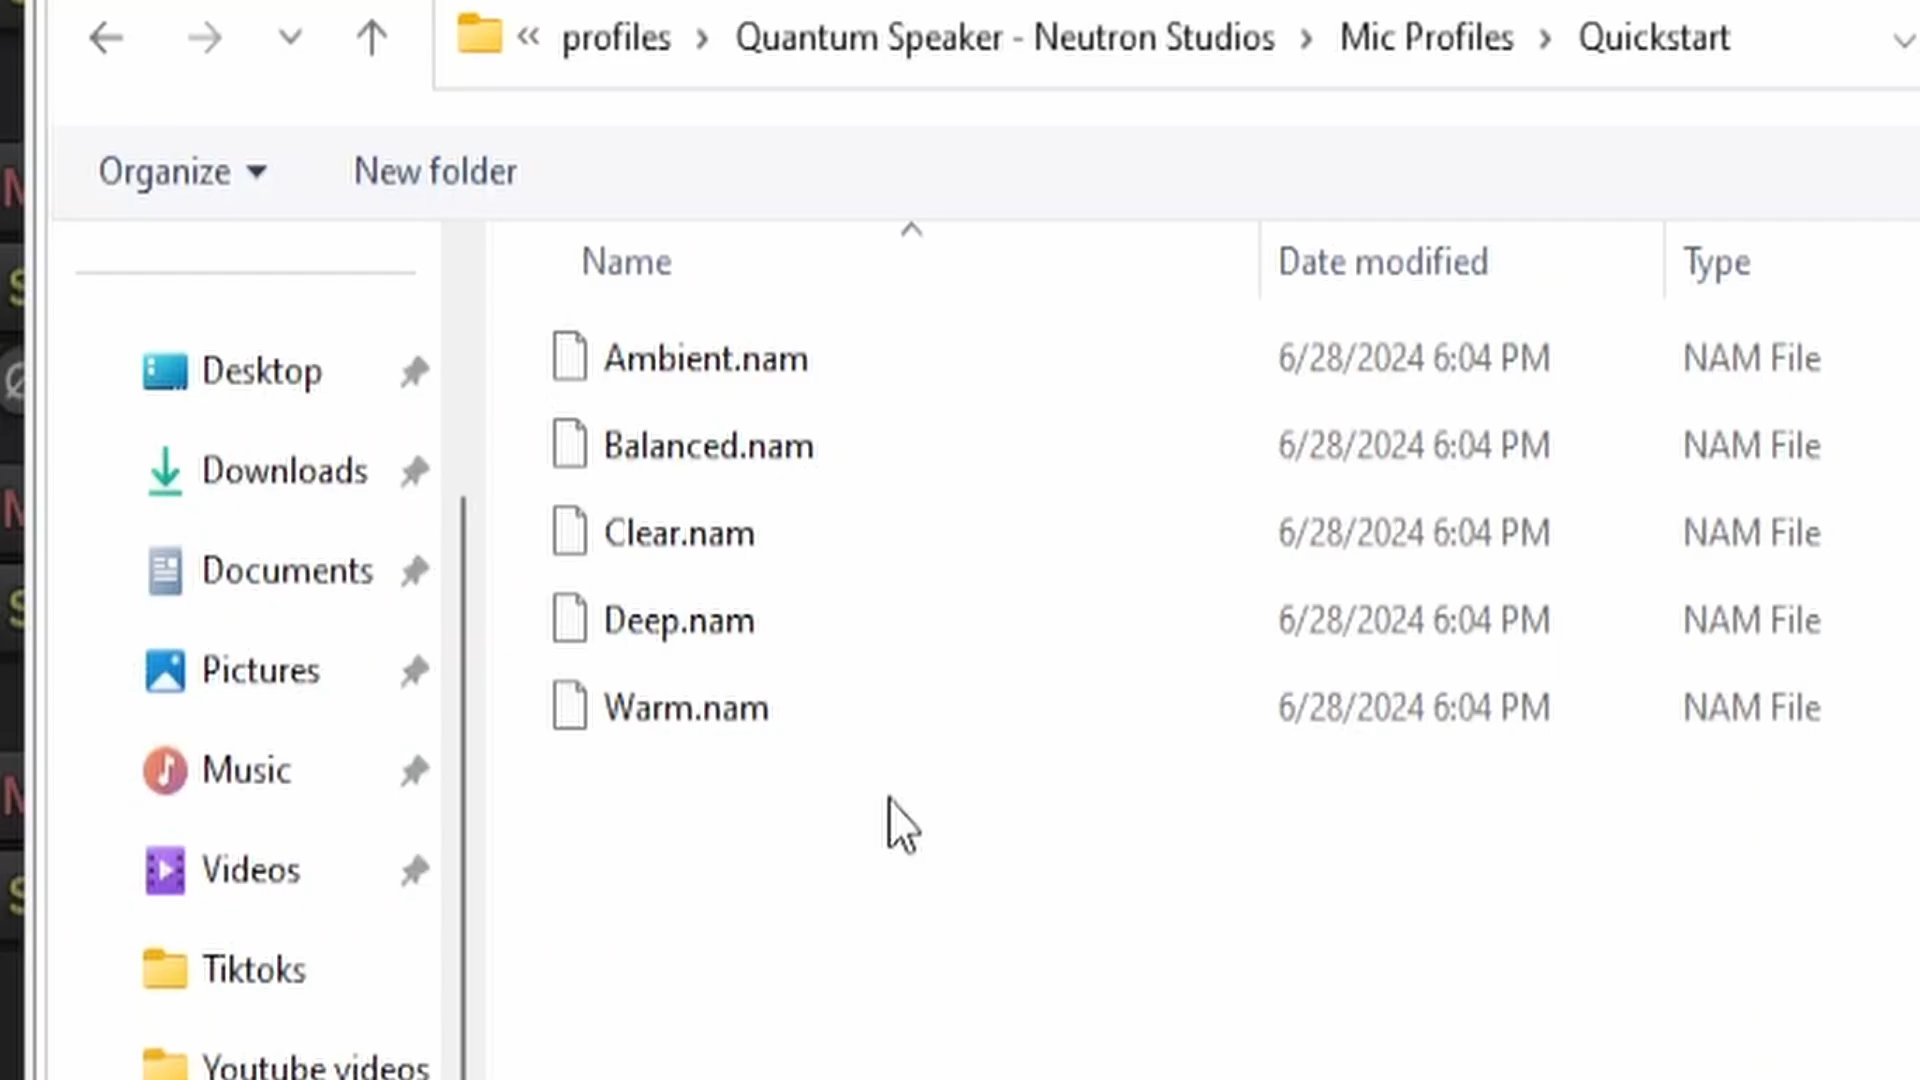 « profiles › Quantum Speaker - Neutron Studios › Mic Profiles › Quickstart
Organize New folder
Name Date modified Type
Desktop
Downloads
Documents
Pictures
Music
Videos
Tiktoks
Youtube videos
Ambient.nam 6/28/2024 6:04 PM NAM File
Balanced.nam 6/28/2024 6:04 PM NAM File
Clear.nam 6/28/2024 6:04 PM NAM File
Deep.nam 6/28/2024 6:04 PM NAM File
Warm.nam 6/28/2024 6:04 PM NAM File